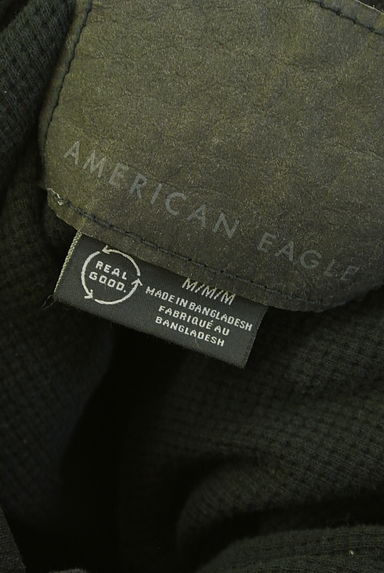 AMERICAN EAGLE
REAL
GOOD.
M/M/M
MADE IN BANGLADESH
FABRIQUÉ AU
BANGLADESH